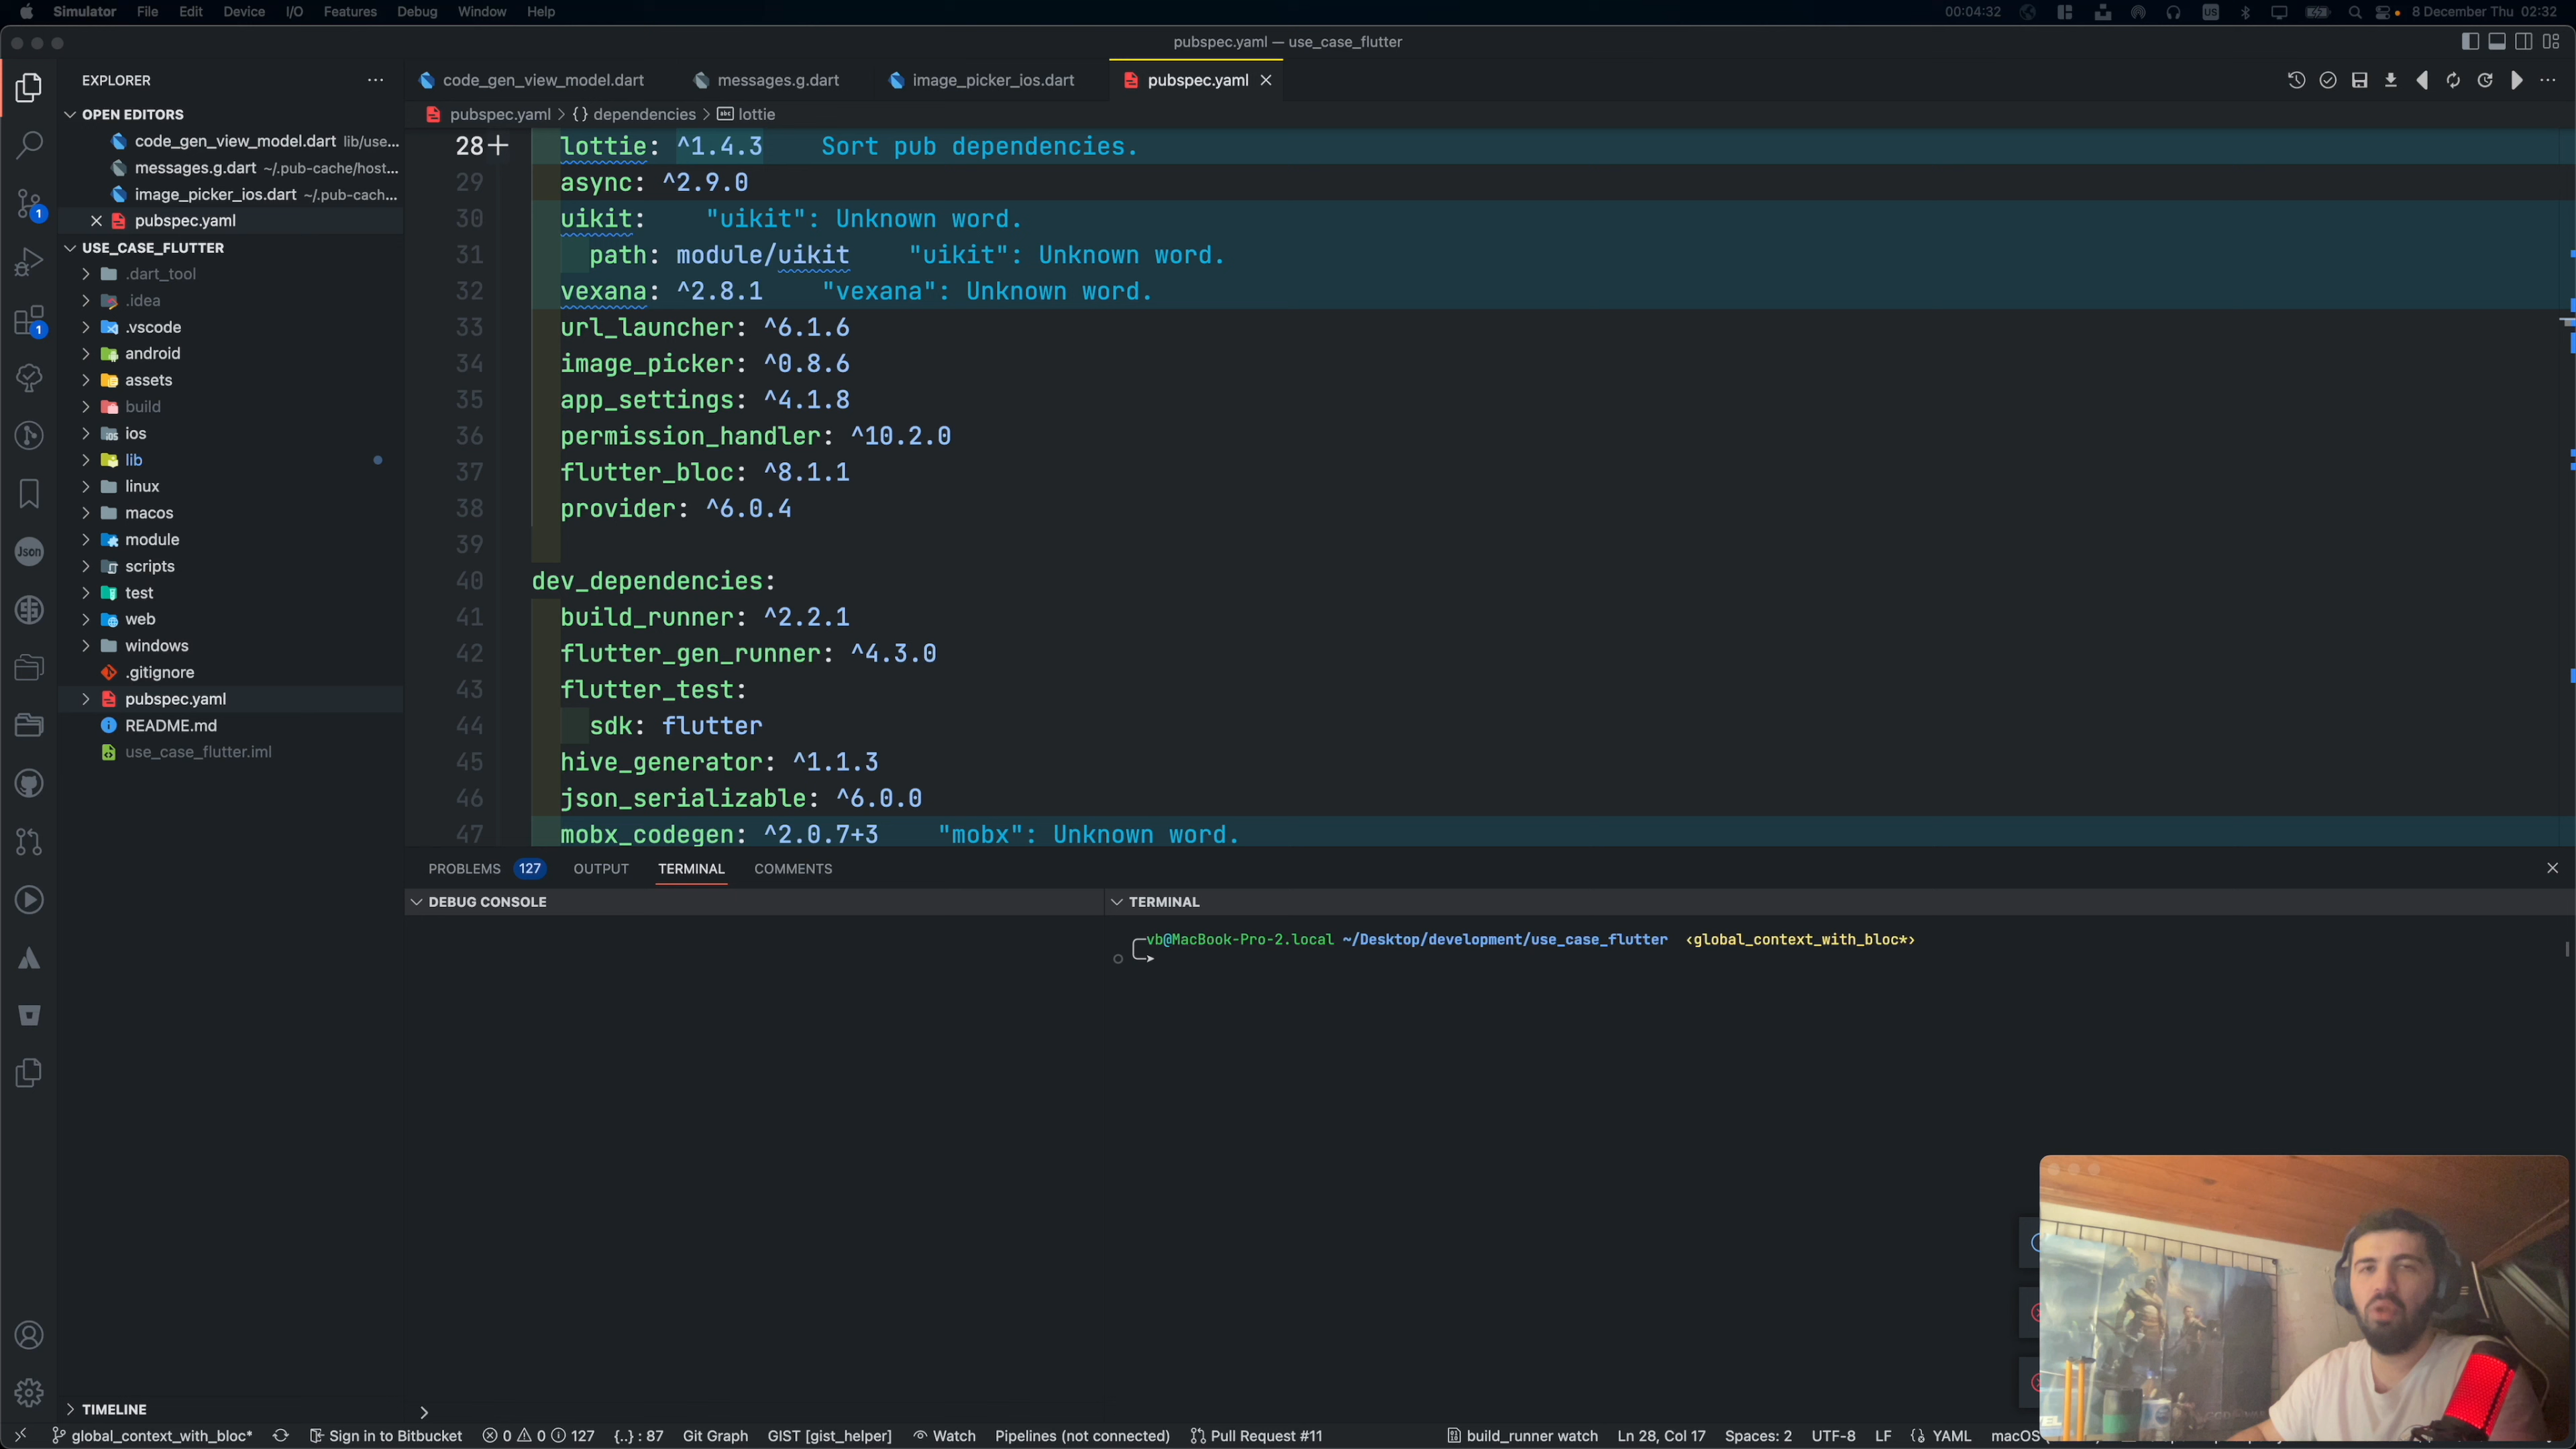 Simulator File Edit Device I/O Features Debug Window Help 00:04:32 US 8 December Thu 02:32
pubspec.yaml — use_case_flutter
EXPLORER
OPEN EDITORS
code_gen_view_model.dart lib/use...
messages.g.dart ~/.pub-cache/host...
image_picker_ios.dart ~/.pub-cach...
pubspec.yaml
USE_CASE_FLUTTER
.dart_tool
.idea
.vscode
android
assets
build
ios
lib
linux
macos
module
scripts
test
web
windows
.gitignore
pubspec.yaml
README.md
use_case_flutter.iml
TIMELINE
1
1
Json
code_gen_view_model.dart messages.g.dart image_picker_ios.dart pubspec.yaml
pubspec.yaml > {} dependencies > abc lottie
28 lottie: ^1.4.3 Sort pub dependencies.
29 async: ^2.9.0
30 uikit: "uikit": Unknown word.
31 path: module/uikit "uikit": Unknown word.
32 vexana: ^2.8.1 "vexana": Unknown word.
33 url_launcher: ^6.1.6
34 image_picker: ^0.8.6
35 app_settings: ^4.1.8
36 permission_handler: ^10.2.0
37 flutter_bloc: ^8.1.1
38 provider: ^6.0.4
39
40 dev_dependencies:
41 build_runner: ^2.2.1
42 flutter_gen_runner: ^4.3.0
43 flutter_test:
44 sdk: flutter
45 hive_generator: ^1.1.3
46 json_serializable: ^6.0.0
47 mobx_codegen: ^2.0.7+3 "mobx": Unknown word.
PROBLEMS 127 OUTPUT TERMINAL COMMENTS
DEBUG CONSOLE
TERMINAL
vb@MacBook-Pro-2.local ~/Desktop/development/use_case_flutter ‹global_context_with_bloc*›
global_context_with_bloc* Sign in to Bitbucket 0 0 127 {..} : 87 Git Graph GIST [gist_helper] Watch Pipelines (not connected) Pull Request #11 build_runner watch Ln 28, Col 17 Spaces: 2 UTF-8 LF YAML macOS